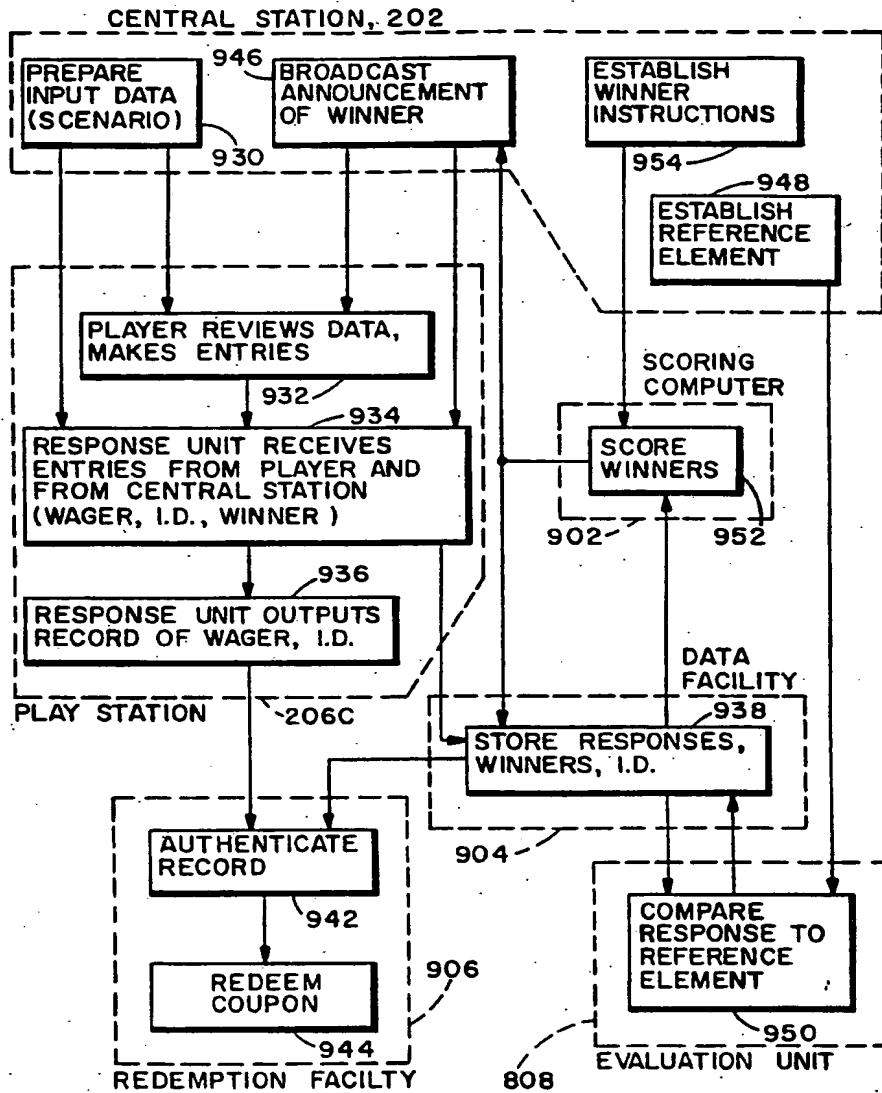 CENTRAL STATION, 202
PREPARE
INPUT DATA
(SCENARIO)
930
946
BROADCAST
ANNOUNCEMENT
OF WINNER
ESTABLISH
WINNER
INSTRUCTIONS
954
948
ESTABLISH
REFERENCE
ELEMENT
PLAYER REVIEWS DATA,
MAKES ENTRIES
932
934
RESPONSE UNIT RECEIVES
ENTRIES FROM PLAYER AND
FROM CENTRAL STATION
(WAGER, I.D., WINNER)
SCORING
COMPUTER
SCORE
WINNERS
902
952
936
RESPONSE UNIT OUTPUTS
RECORD OF WAGER, I.D.
PLAY STATION
206C
DATA
FACILITY
938
STORE RESPONSES,
WINNERS, I.D.
904
AUTHENTICATE
RECORD
942
REDEEM
COUPON
944
906
REDEMPTION FACILTY
COMPARE
RESPONSE TO
REFERENCE
ELEMENT
950
808
EVALUATION UNIT